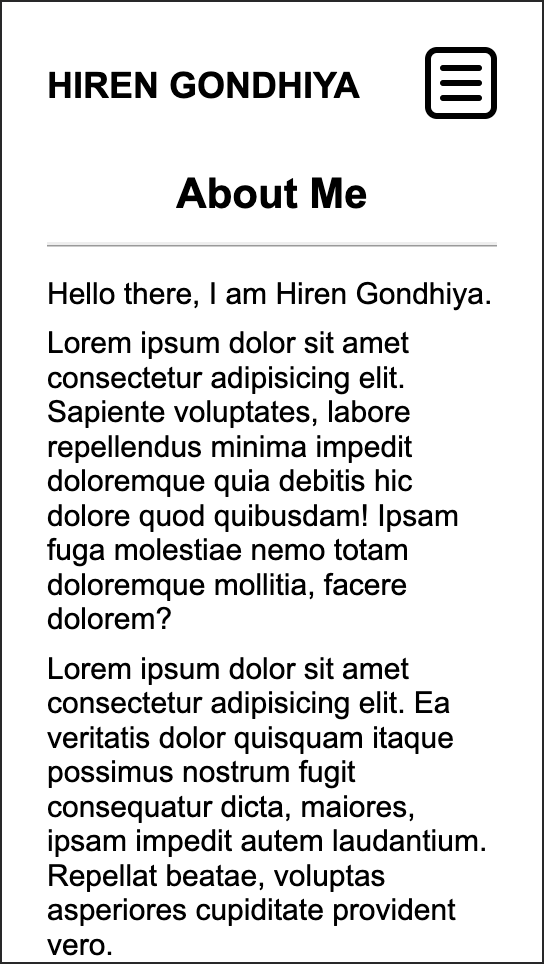 HIREN GONDHIYA
About Me
Hello there, I am Hiren Gondhiya.
Lorem ipsum dolor sit amet
consectetur adipisicing elit.
Sapiente voluptates, labore
repellendus minima impedit
doloremque quia debitis hic
dolore quod quibusdam! Ipsam
fuga molestiae nemo totam
doloremque mollitia, facere
dolorem?
Lorem ipsum dolor sit amet
consectetur adipisicing elit. Ea
veritatis dolor quisquam itaque
possimus nostrum fugit
consequatur dicta, maiores,
ipsam impedit autem laudantium.
Repellat beatae, voluptas
asperiores cupiditate provident
vero.